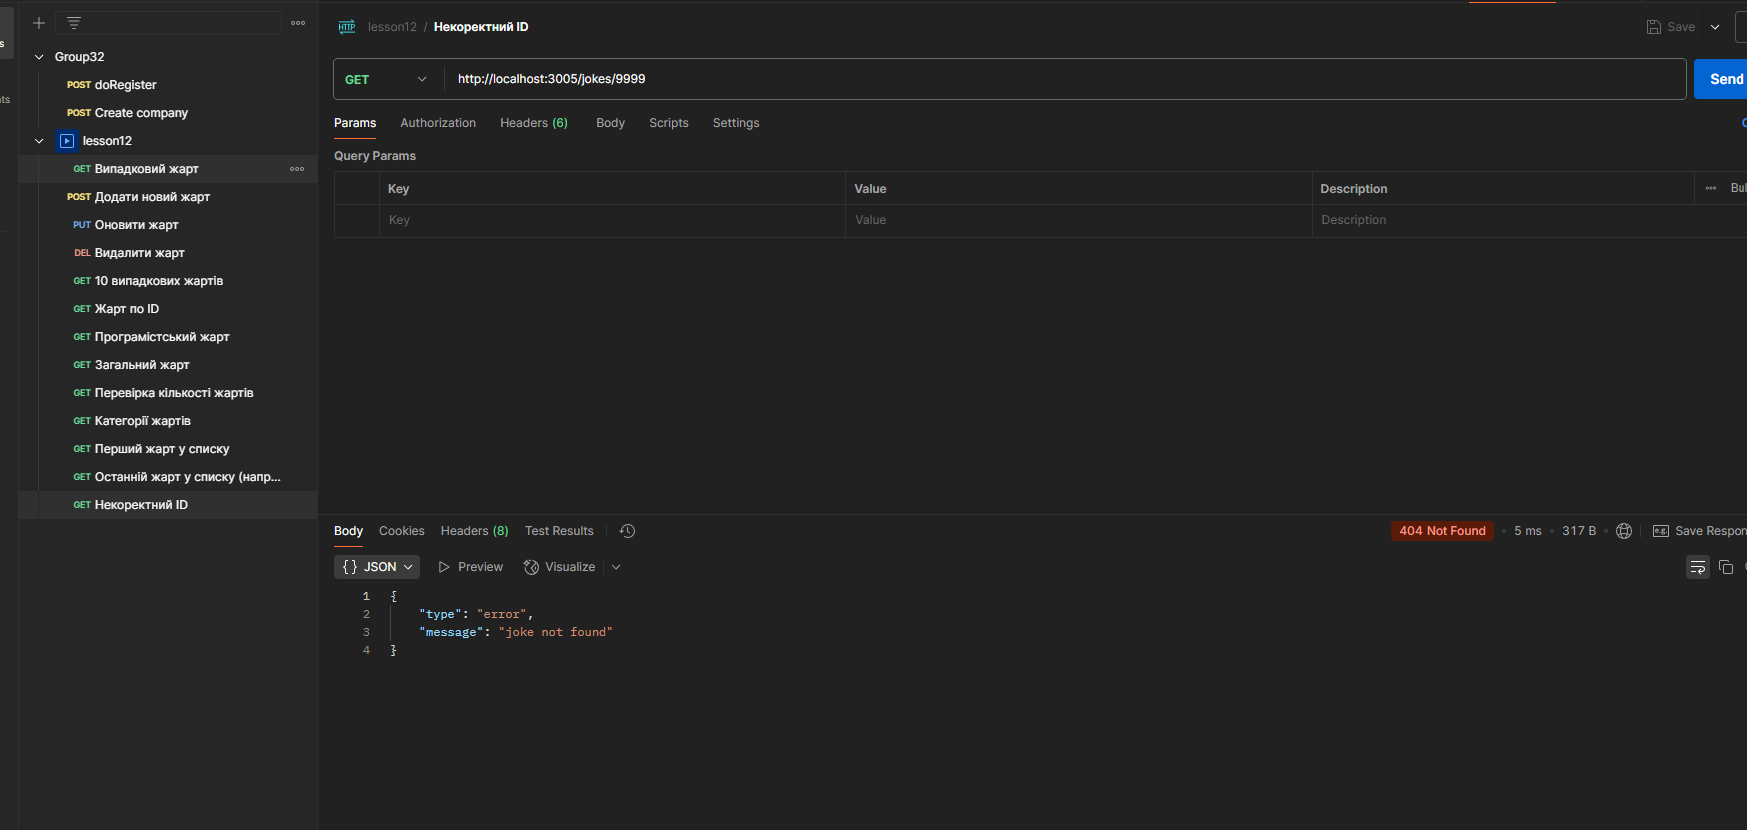 Group32
POST doRegister
POST Create company
lesson12
GET Випадковий жарт
POST Додати новий жарт
PUT Оновити жарт
DEL Видалити жарт
GET 10 випадкових жартів
GET Жарт по ID
GET Програмістський жарт
GET Загальний жарт
GET Перевірка кількості жартів
GET Категорії жартів
GET Перший жарт у списку
GET Останній жарт у списку (напр...
GET Некоректний ID
HTTP lesson12 / Некоректний ID
Save
GET http://localhost:3005/jokes/9999
Send
Params Authorization Headers (6) Body Scripts Settings
Query Params
Key Value Description
Key Value Description
Body Cookies Headers (8) Test Results
404 Not Found • 5 ms • 317 B • e.g. Save Respon
{} JSON Preview Visualize
1 {
2 "type": "error",
3 "message": "joke not found"
4 }